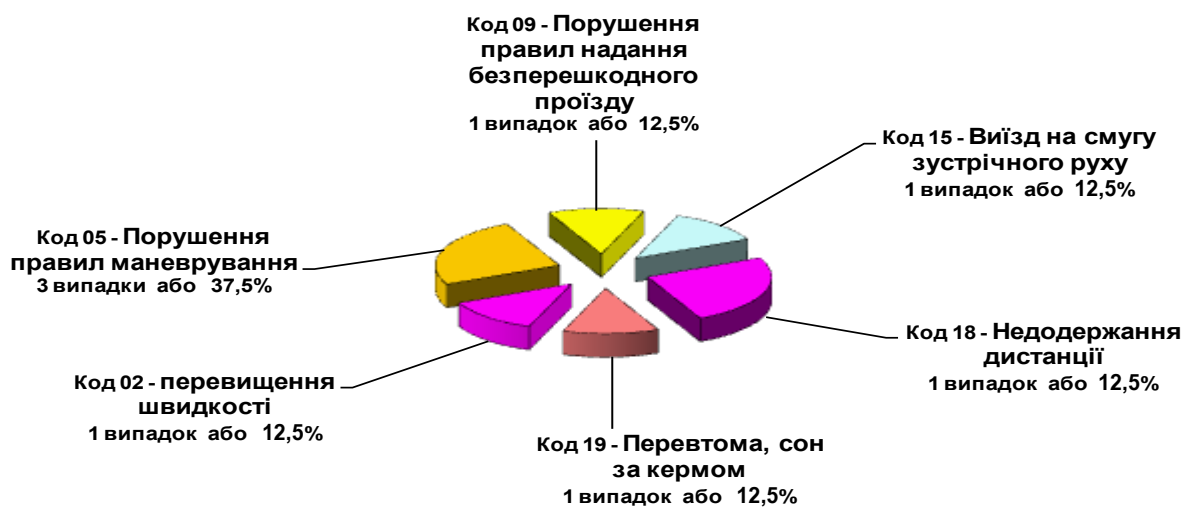 Код 09 - Порушення
правил надання
безперешкодного
проїзду
1 випадок або 12,5%
Код 15 - Виїзд на смугу
зустрічного руху
1 випадок або 12,5%
Код 05 - Порушення
правил маневрування
3 випадки або 37,5%
Код 18 - Недодержання
дистанції
1 випадок або 12,5%
Код 02 - перевищення
швидкості
1 випадок або 12,5%
Код 19 - Перевтома, сон
за кермом
1 випадок або 12,5%